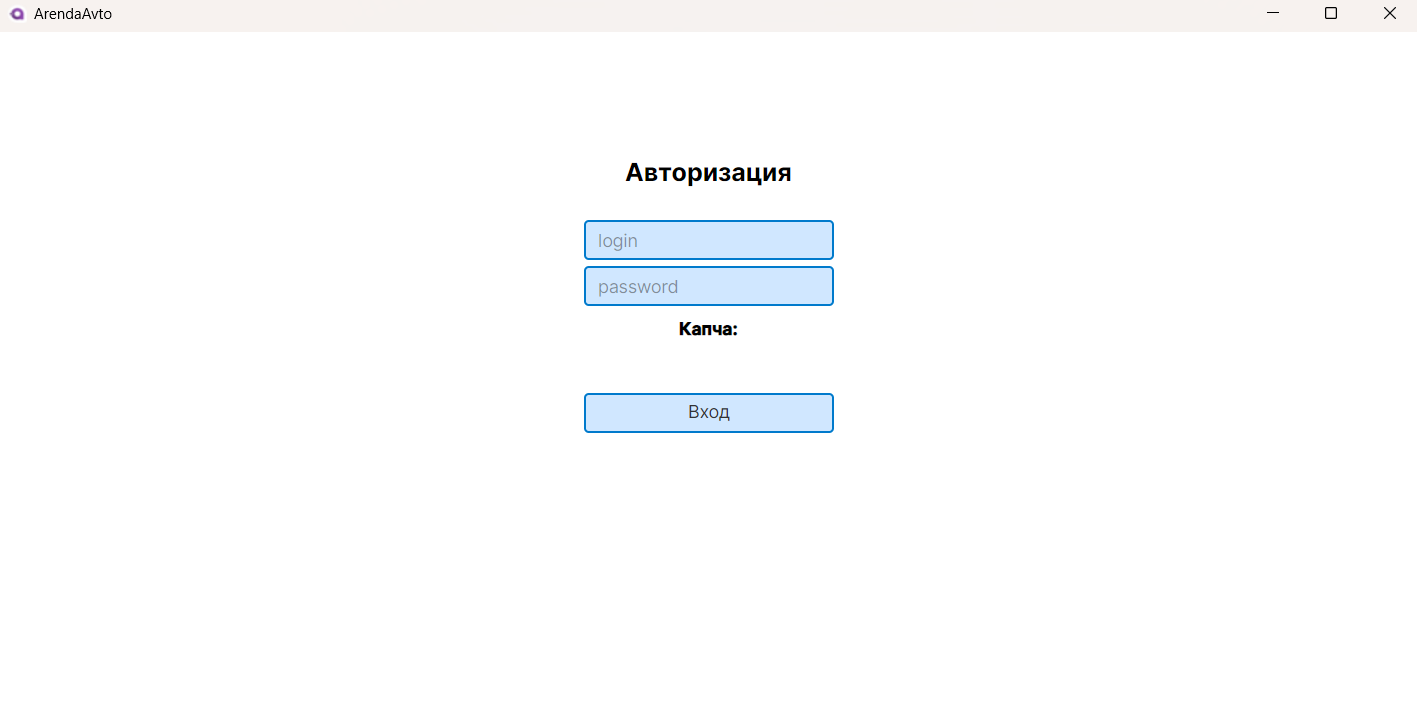 ArendaAvto
Авторизация
login
password
Капча:
Вход